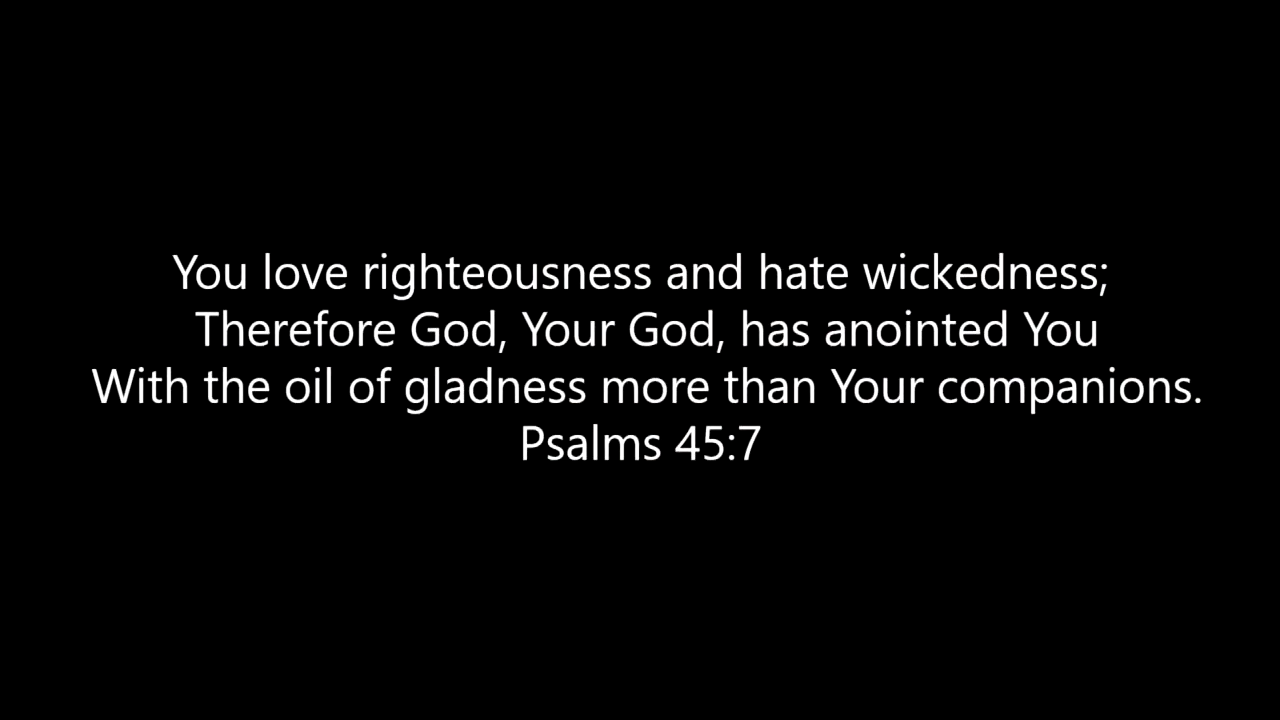 You love righteousness and hate wickedness;
Therefore God, Your God, has anointed You
With the oil of gladness more than Your companions.
Psalms 45:7